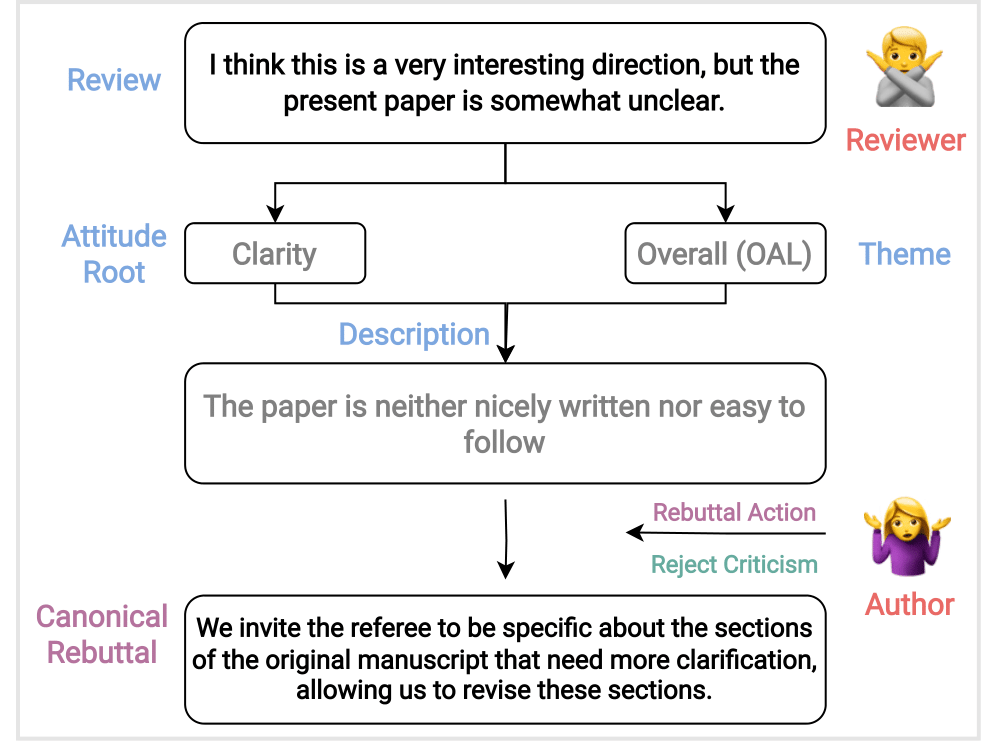 Review
I think this is a very interesting direction, but the
present paper is somewhat unclear.
Reviewer
Attitude
Root
Clarity
Overall (OAL)
Theme
Description
The paper is neither nicely written nor easy to
follow
Rebuttal Action
Reject Criticism
Author
Canonical
Rebuttal
We invite the referee to be specific about the sections
of the original manuscript that need more clarification,
allowing us to revise these sections.